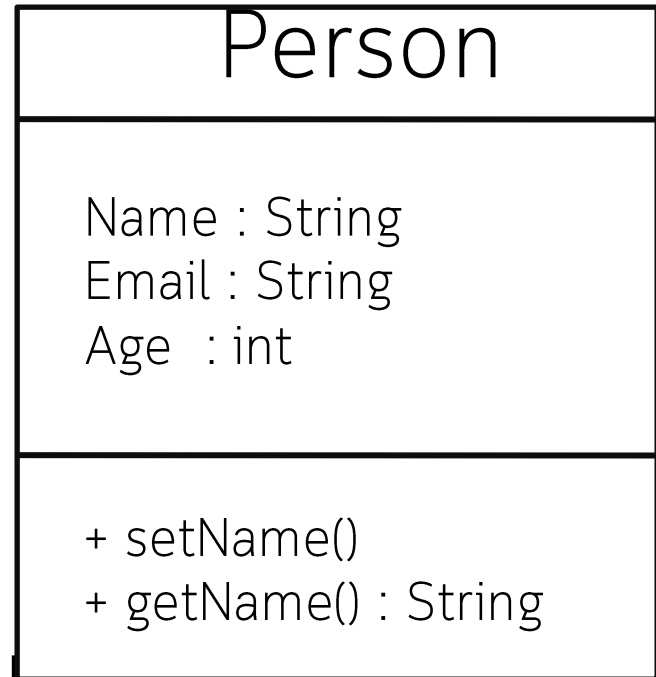 Person
Name : String
Email : String
Age : int
+ setName()
+ getName() : String